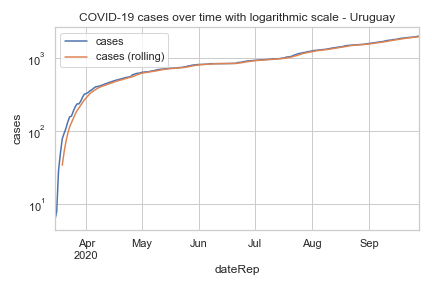 COVID-19 cases over time with logarithmic scale - Uruguay
cases
cases (rolling)
10³
10²
10¹
cases
Apr May Jun Jul Aug Sep
2020
dateRep